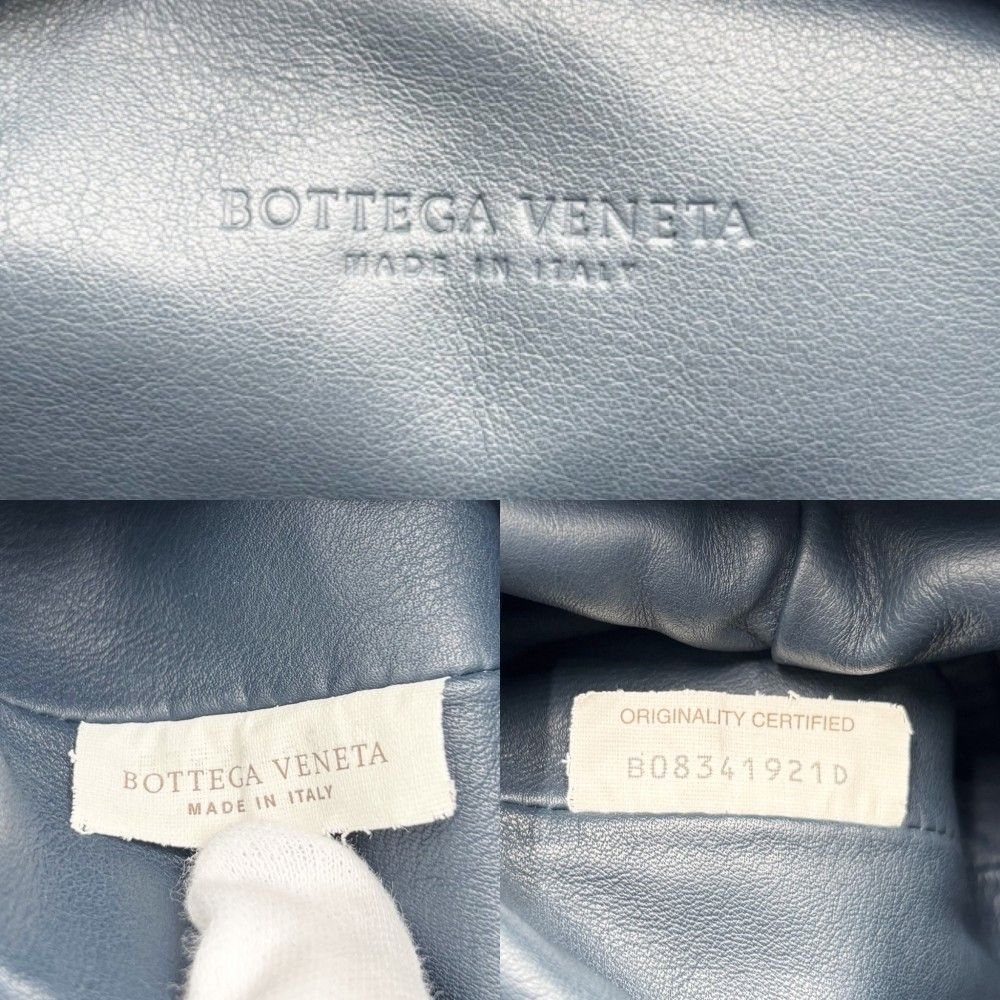 BOTTEGA VENETA
MADE IN ITALY
BOTTEGA VENETA
MADE IN ITALY
ORIGINALITY CERTIFIED
B08341921D